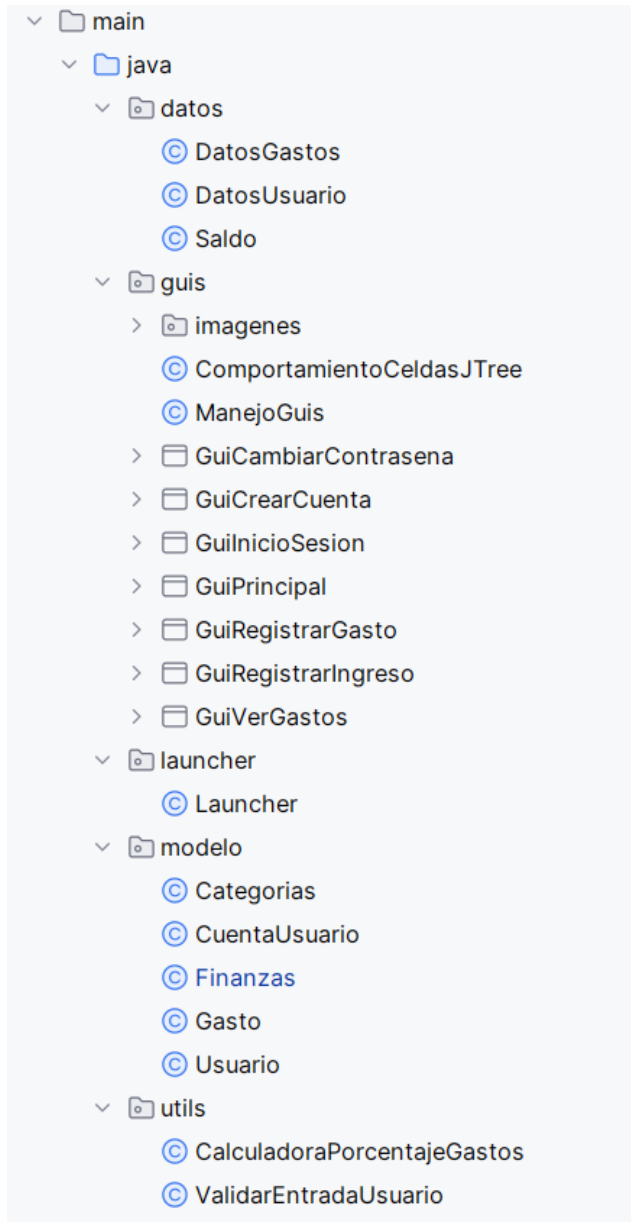 main
java
datos
C DatosGastos
C DatosUsuario
C Saldo
guis
imagenes
C ComportamientoCeldasJTree
C ManejoGuis
GuiCambiarContrasena
GuiCrearCuenta
GuiInicioSesion
GuiPrincipal
GuiRegistrarGasto
GuiRegistrarIngreso
GuiVerGastos
launcher
C Launcher
modelo
C Categorias
C CuentaUsuario
C Finanzas
C Gasto
C Usuario
utils
C CalculadoraPorcentajeGastos
C ValidarEntradaUsuario